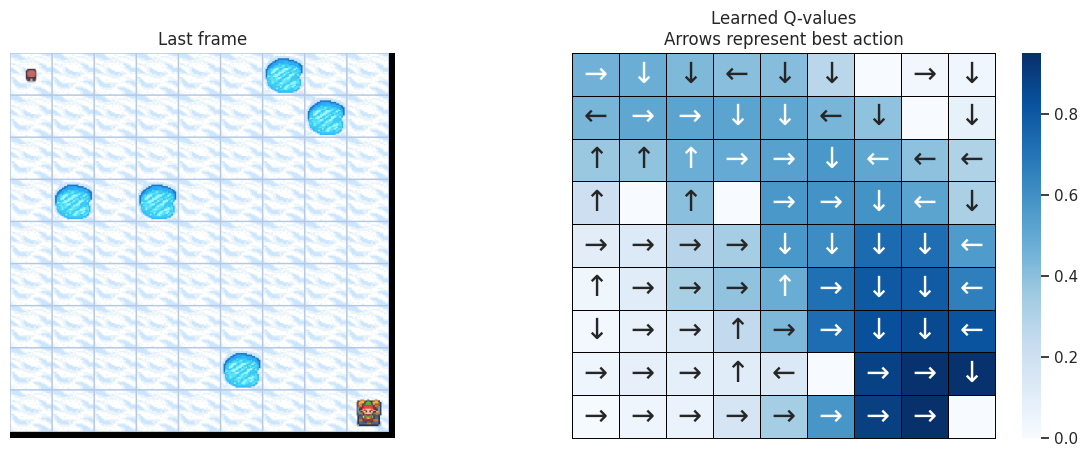 Last frame
Learned Q-values
Arrows represent best action
→ ↓ ↓ ← ↓ ↓ → ↓
← → → ↓ ↓ ← ↓ ↓
↑ ↑ ↑ → → ↓ ← ← ←
↑ ↑ → → ↓ ← ↓
→ → → → ↓ ↓ ↓ ↓ ←
↑ → → → ↑ → ↓ ↓ ←
↓ → → ↑ → → ↓ ↓ ←
→ → → ↑ ← → → ↓
→ → → → → → → →
0.8
0.6
0.4
0.2
0.0